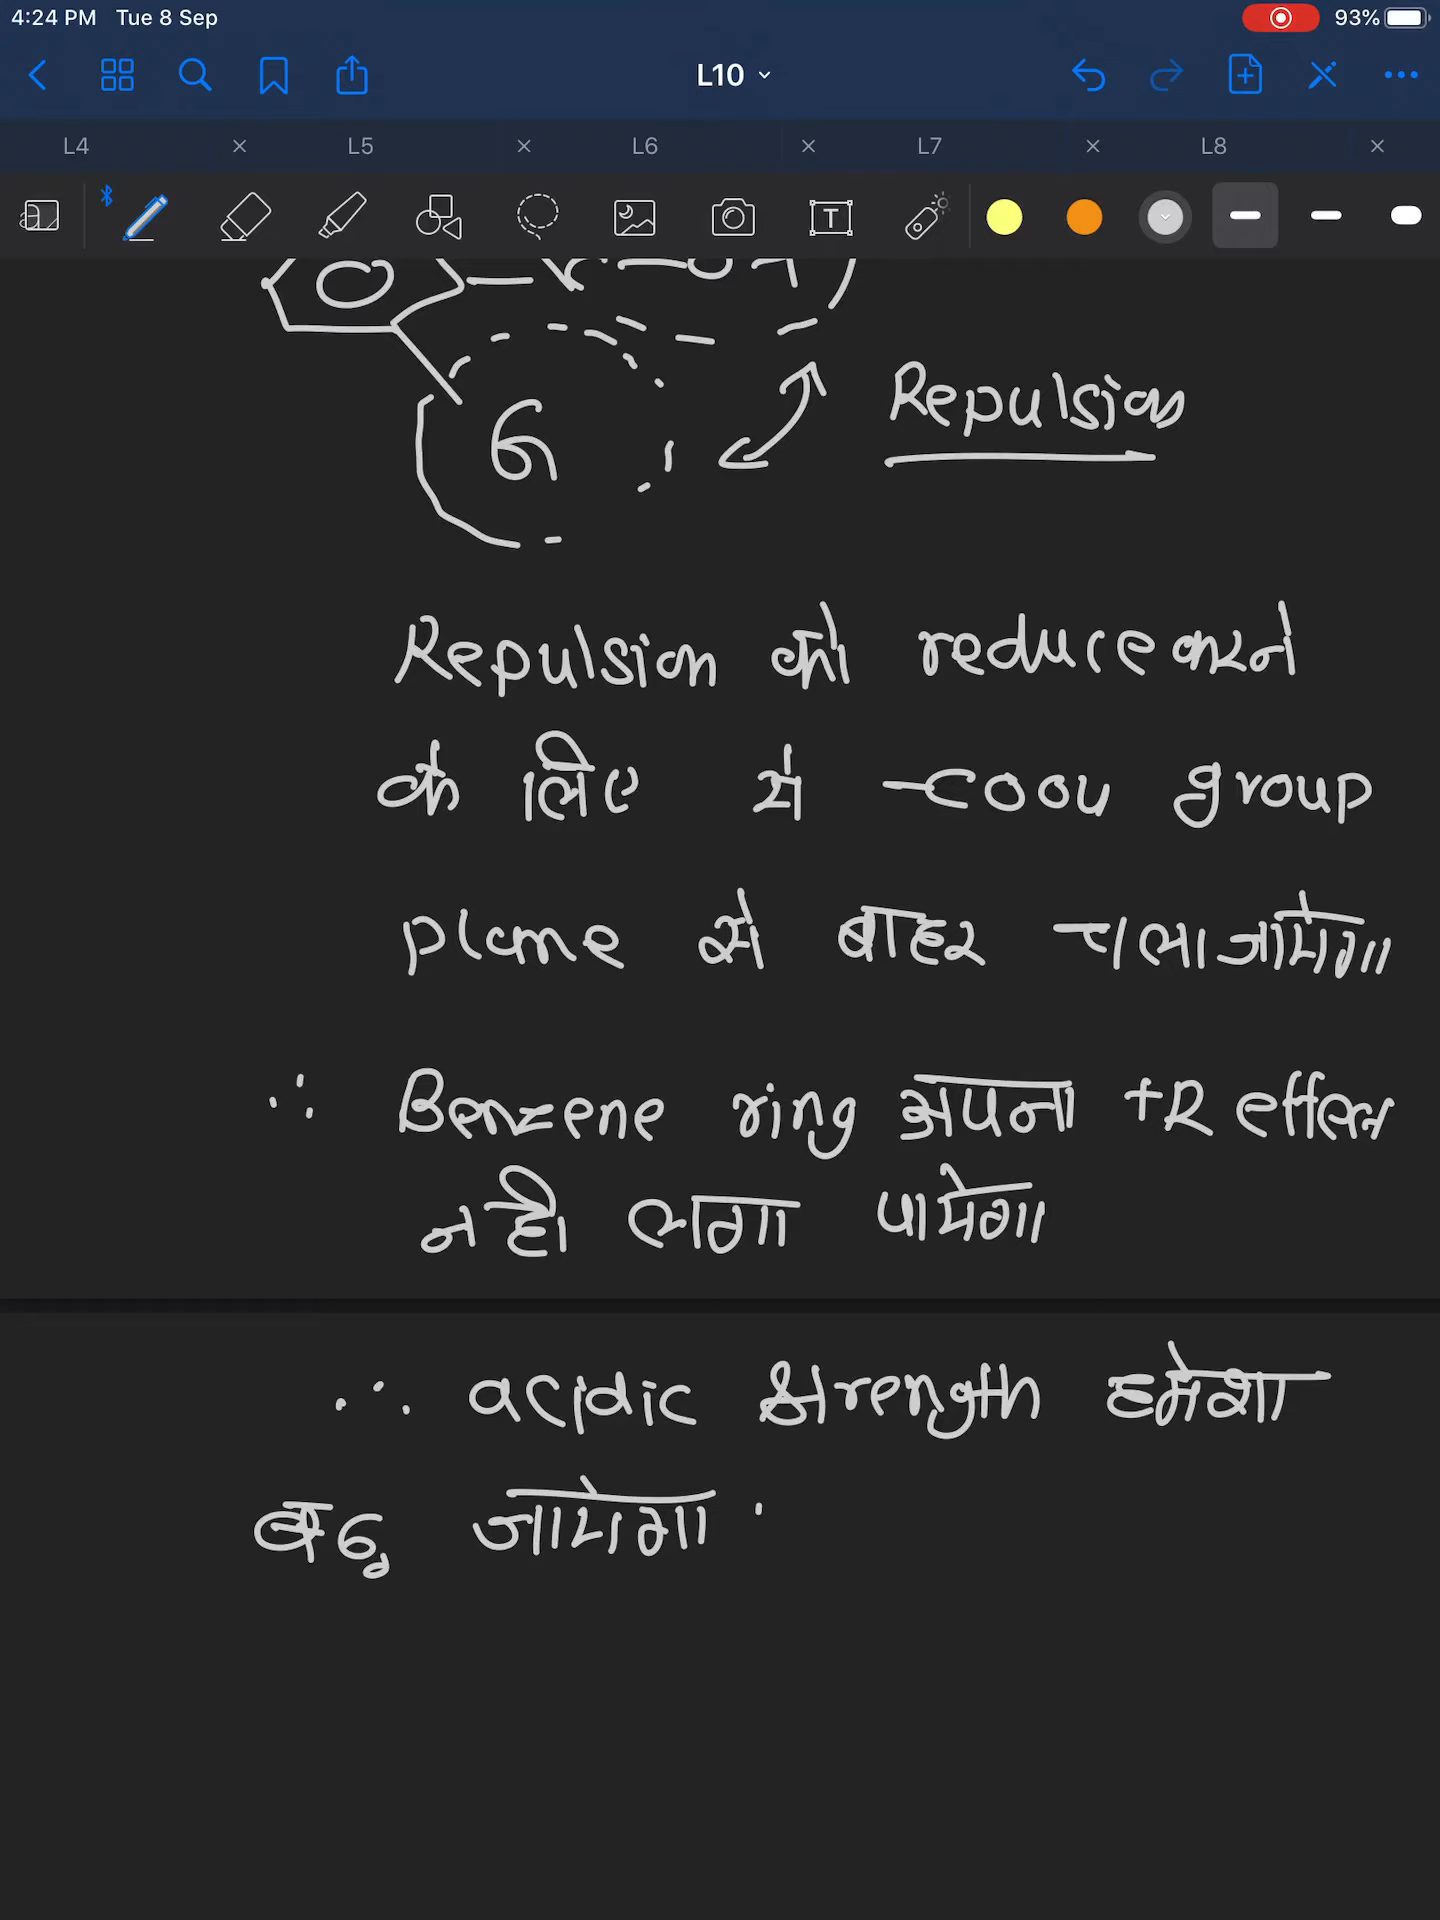 4:24 PM Tue 8 Sep 93%
L10
L4 L5 L6 L7 L8
T
G
Repulsion
Repulsion को reduce करने
के लिए ये -COOH group
plane से बाहर चला जायेगा
∴ Benzene ring अपना +R effect
नही लगा पायेगा
∴ acidic strength हमेशा
बढ़ जायेगा